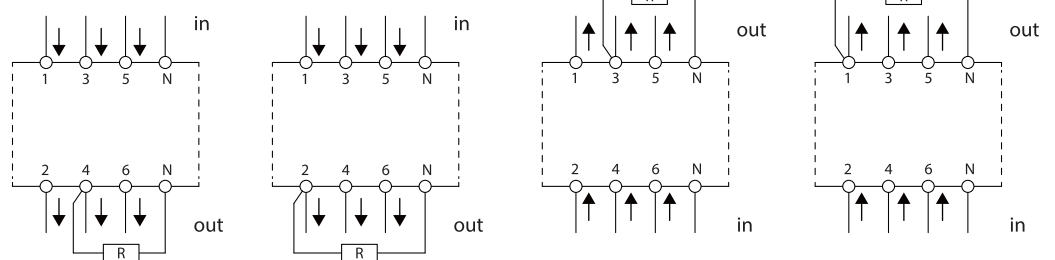 in in
out out
1 3 5 N 1 3 5 N 1 3 5 N 1 3 5 N
2 4 6 N 2 4 6 N 2 4 6 N 2 4 6 N
out out in in
R R